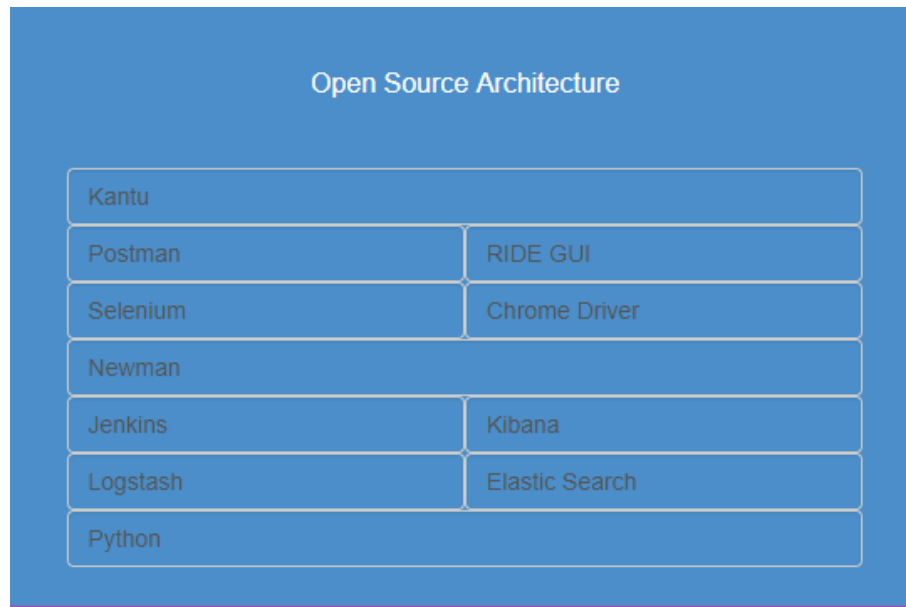 Open Source Architecture
Kantu
Postman RIDE GUI
Selenium Chrome Driver
Newman
Jenkins Kibana
Logstash Elastic Search
Python